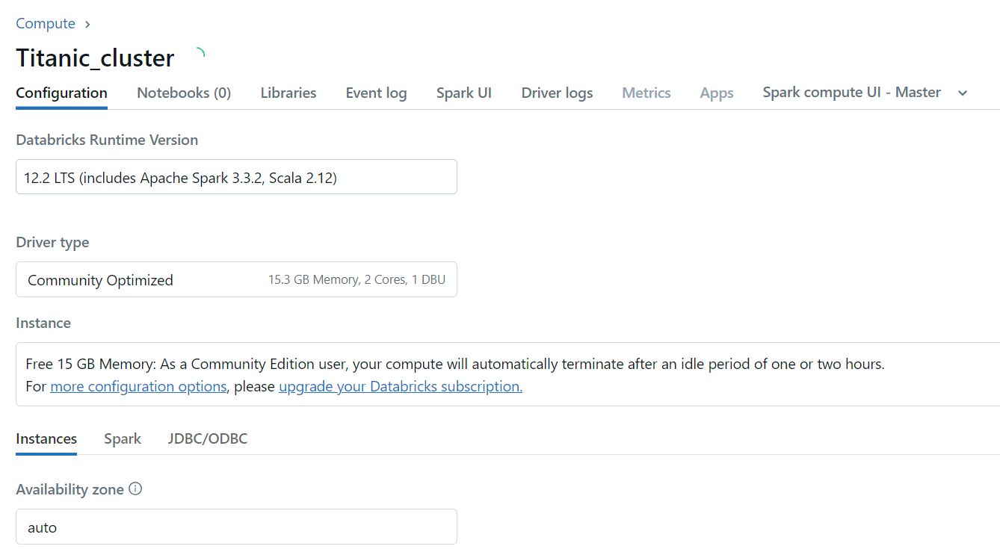 Compute ›
Titanic_cluster
Configuration Notebooks (0) Libraries Event log Spark UI Driver logs Metrics Apps Spark compute UI - Master
Databricks Runtime Version
12.2 LTS (includes Apache Spark 3.3.2, Scala 2.12)
Driver type
Community Optimized 15.3 GB Memory, 2 Cores, 1 DBU
Instance
Free 15 GB Memory: As a Community Edition user, your compute will automatically terminate after an idle period of one or two hours.
For more configuration options, please upgrade your Databricks subscription.
Instances Spark JDBC/ODBC
Availability zone
auto